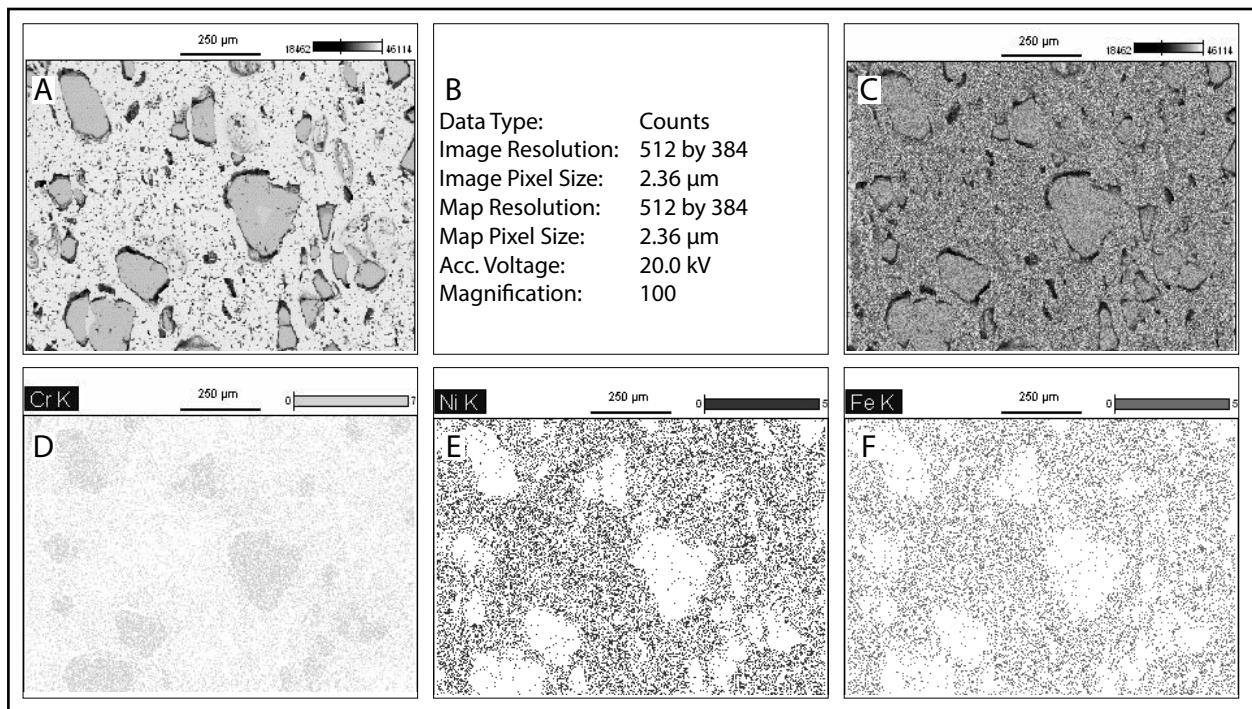 250 µm
18462 46114
A
B
Data Type: Counts
Image Resolution: 512 by 384
Image Pixel Size: 2.36 µm
Map Resolution: 512 by 384
Map Pixel Size: 2.36 µm
Acc. Voltage: 20.0 kV
Magnification: 100
250 µm
18462 46114
C
Cr K
250 µm
0 7
D
Ni K
250 µm
0 5
E
Fe K
250 µm
0 5
F